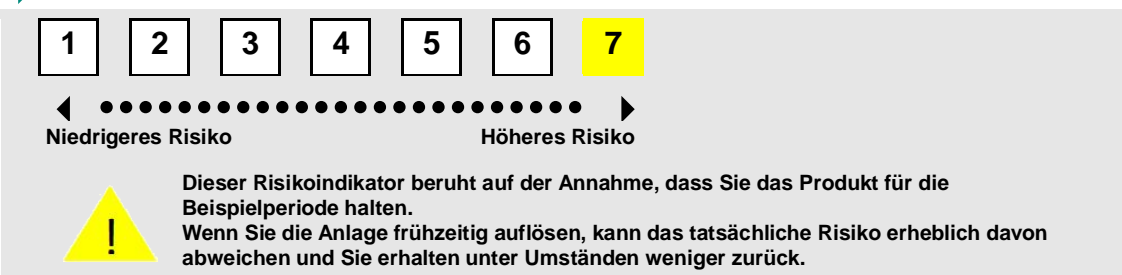 1 2 3 4 5 6 7
Niedrigeres Risiko Höheres Risiko
Dieser Risikoindikator beruht auf der Annahme, dass Sie das Produkt für die
Beispielperiode halten.
! Wenn Sie die Anlage frühzeitig auflösen, kann das tatsächliche Risiko erheblich davon
abweichen und Sie erhalten unter Umständen weniger zurück.